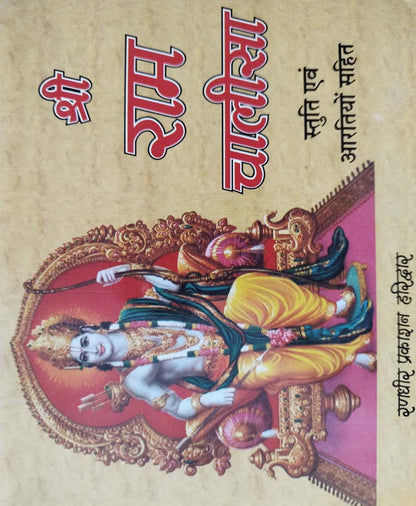 श्री
राम
चालीसा
स्तुति एवं
आरतियों सहित
रणधीर प्रकाशन हरिद्वार